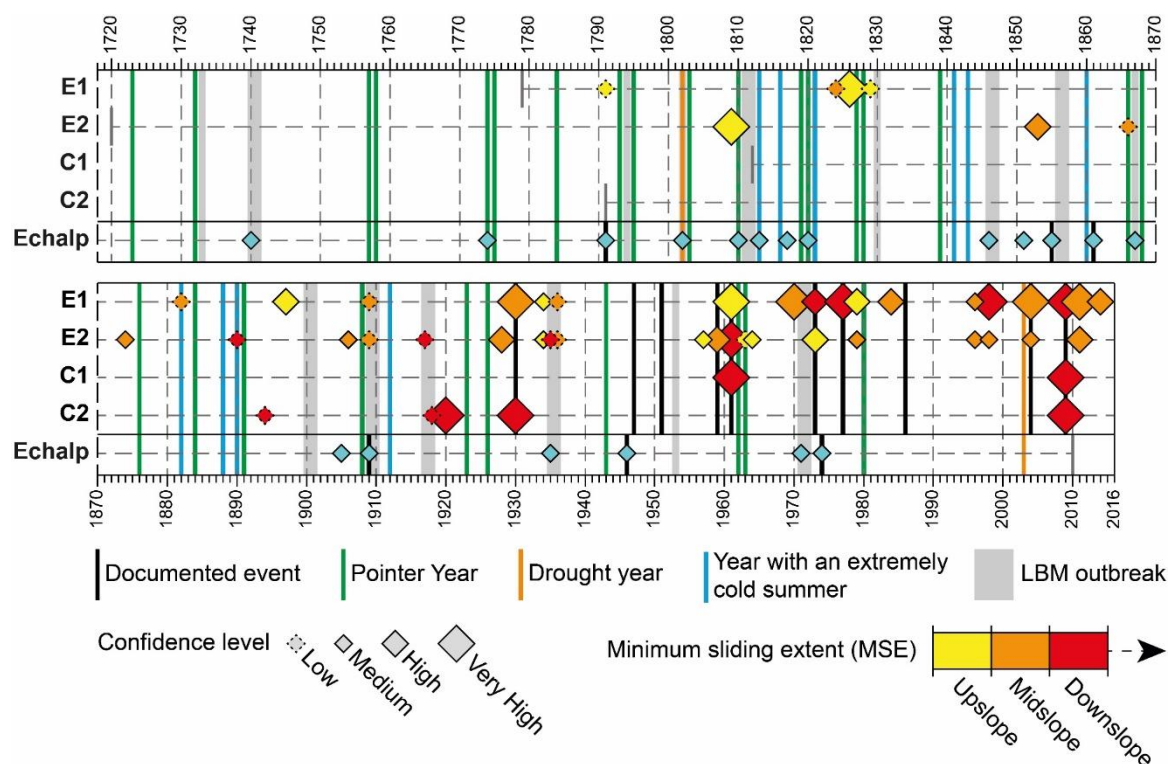 1720 1730 1740 1750 1760 1770 1780 1792 1800 1810 1820 1830 1840 1850 1860 1870
E1
E2
C1
C2
Echalp
E1
E2
C1
C2
Echalp
1870 1880 1890 1900 1910 1920 1930 1940 1950 1960 1970 1980 1990 2000 2010 2016
Documented event Pointer Year Drought year Year with an extremely
cold summer LBM outbreak
Confidence level Low Medium High Very High
Minimum sliding extent (MSE) Upslope Midslope Downslope